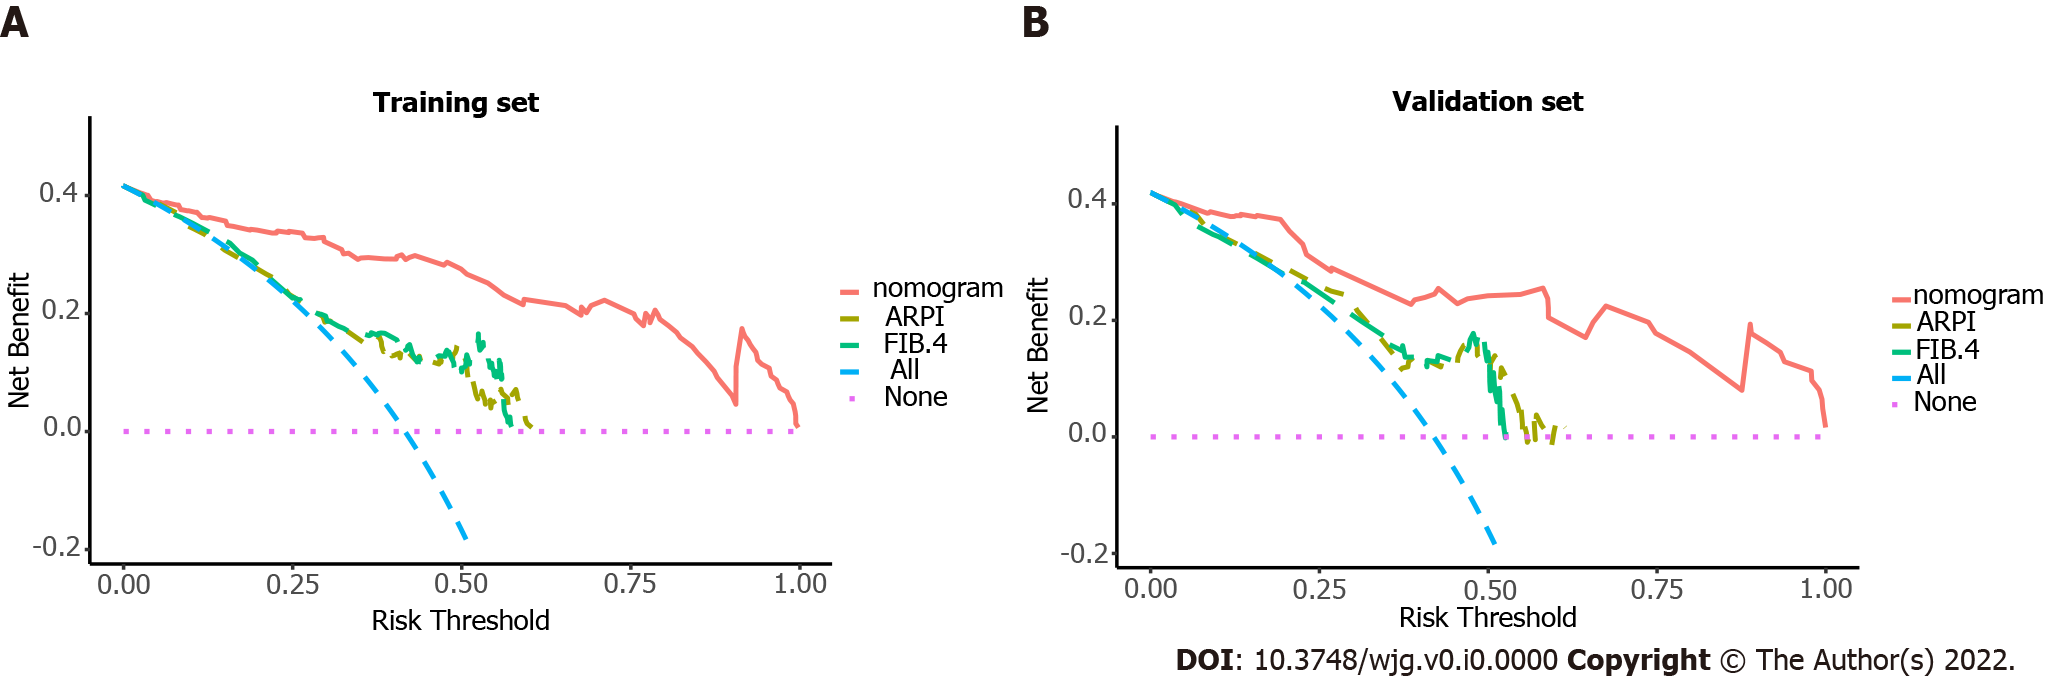 A
Training set
Net Benefit
0.4
0.2
0.0
-0.2
0.00 0.25 0.50 0.75 1.00
Risk Threshold
nomogram
ARPI
FIB.4
All
None
B
Validation set
Net Benefit
0.4
0.2
0.0
-0.2
0.00 0.25 0.50 0.75 1.00
Risk Threshold
nomogram
ARPI
FIB.4
All
None
DOI: 10.3748/wjg.v0.i0.0000 Copyright © The Author(s) 2022.